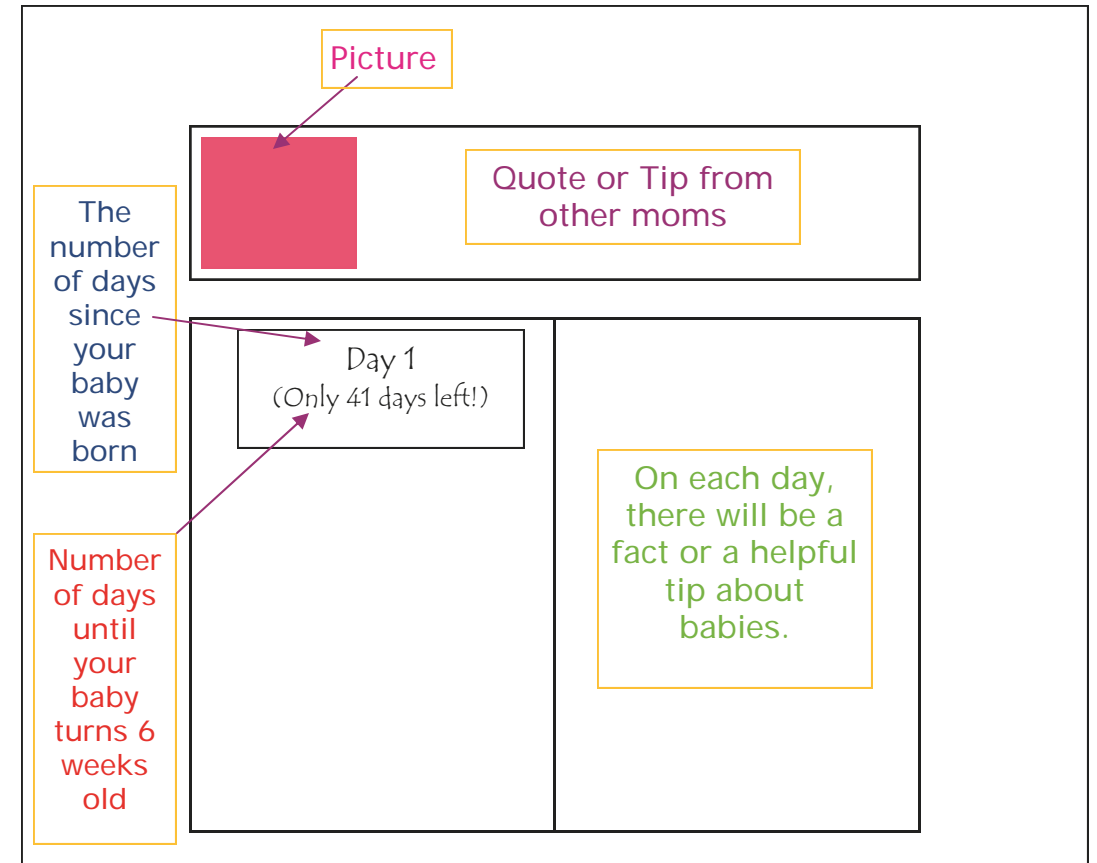 Picture
Quote or Tip from
other moms
The
number
of days
since
your
baby
was
born
Day 1
(Only 41 days left!)
On each day,
there will be a
fact or a helpful
tip about
babies.
Number
of days
until
your
baby
turns 6
weeks
old